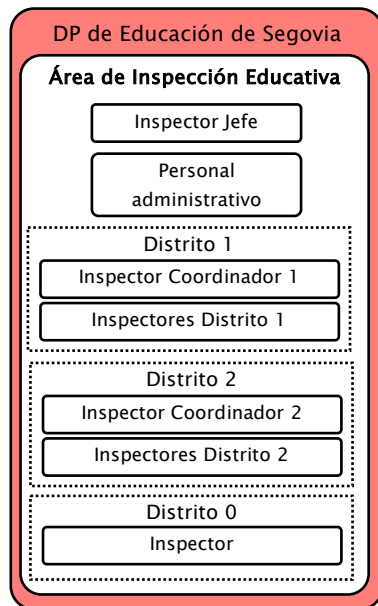 DP de Educación de Segovia
Área de Inspección Educativa
Inspector Jefe
Personal
administrativo
Distrito 1
Inspector Coordinador 1
Inspectores Distrito 1
Distrito 2
Inspector Coordinador 2
Inspectores Distrito 2
Distrito 0
Inspector